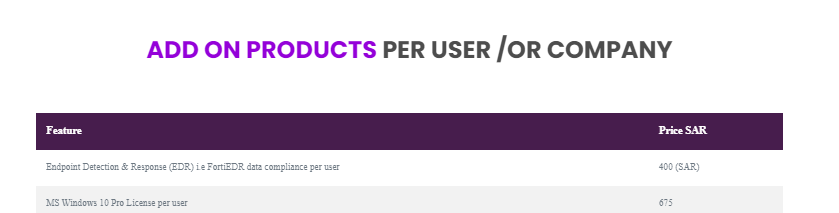 ADD ON PRODUCTS PER USER /OR COMPANY
Feature Price SAR
Endpoint Detection & Response (EDR) i.e FortiEDR data compliance per user 400 (SAR)
MS Windows 10 Pro License per user 675